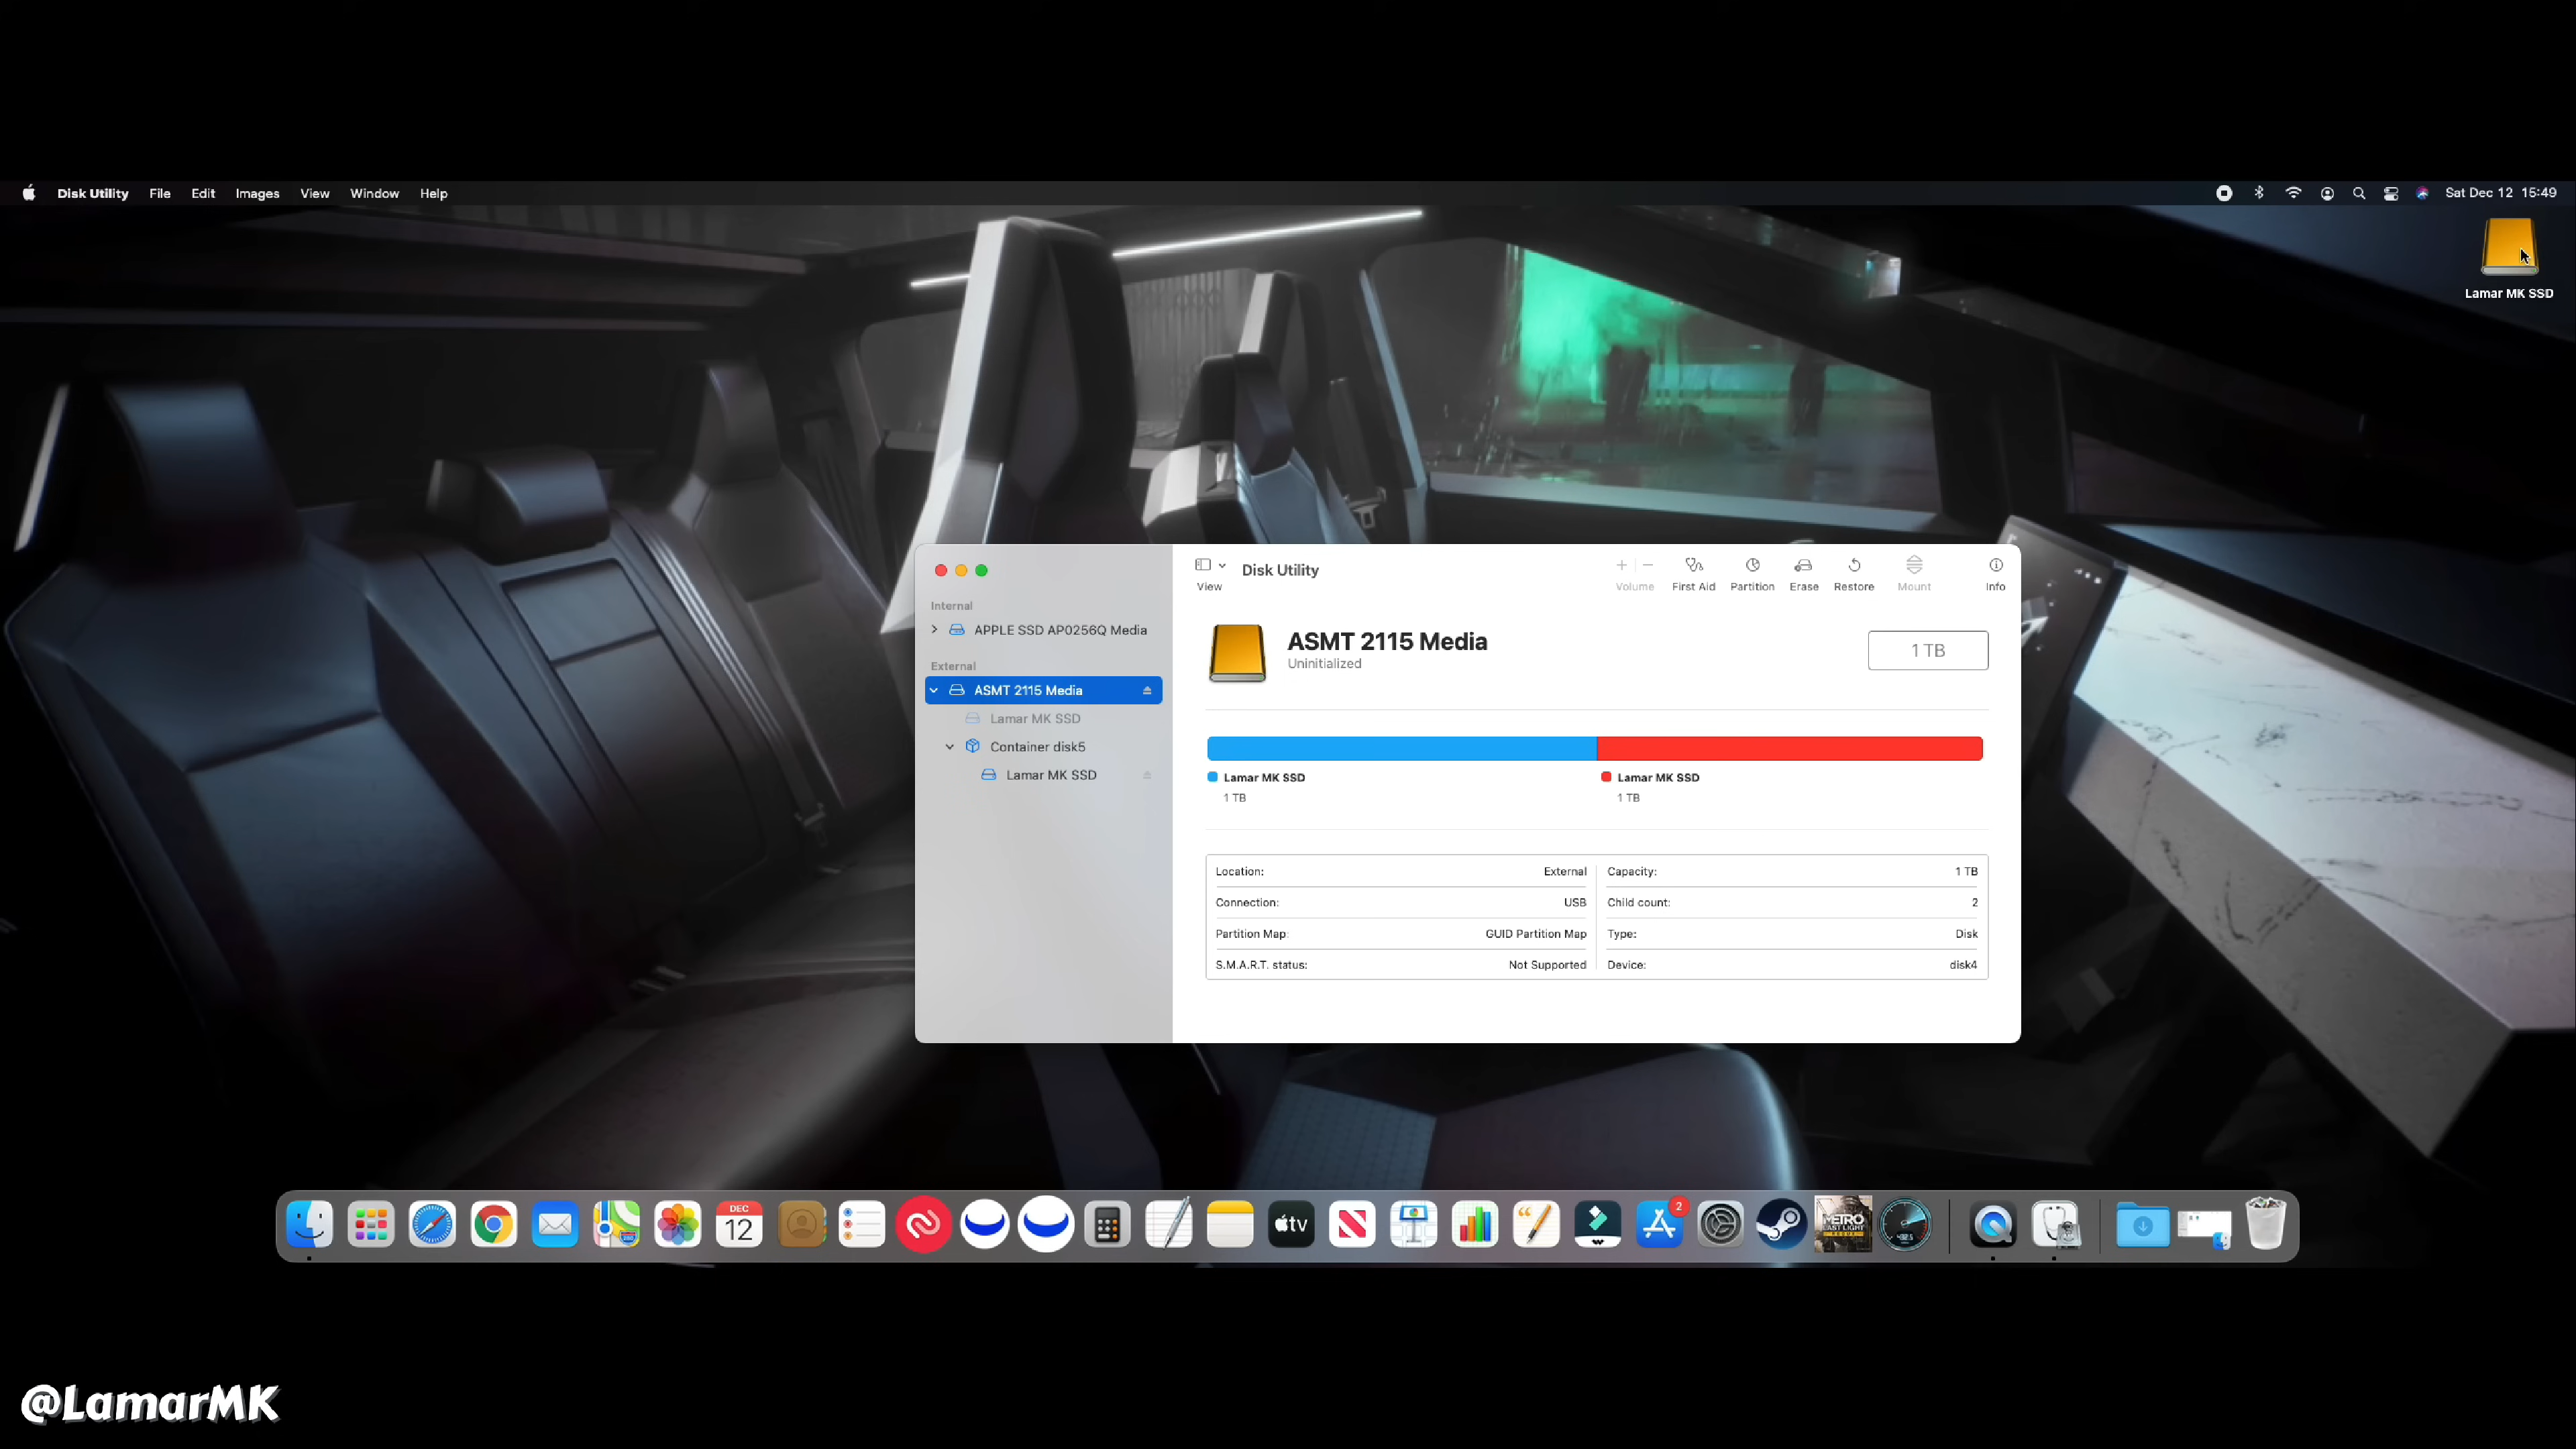 Disk Utility File Edit Images View Window Help
Sat Dec 12 15:49
Lamar MK SSD
View
Disk Utility
Volume First Aid Partition Erase Restore Mount Info
Internal
APPLE SSD AP0256Q Media
External
ASMT 2115 Media
Lamar MK SSD
Container disk5
Lamar MK SSD
ASMT 2115 Media
Uninitialized
1 TB
Lamar MK SSD
1 TB
Lamar MK SSD
1 TB
Location: External
Capacity: 1 TB
Connection: USB
Child count: 2
Partition Map: GUID Partition Map
Type: Disk
S.M.A.R.T. status: Not Supported
Device: disk4
DEC
12
tv
METRO
2
@LamarMK